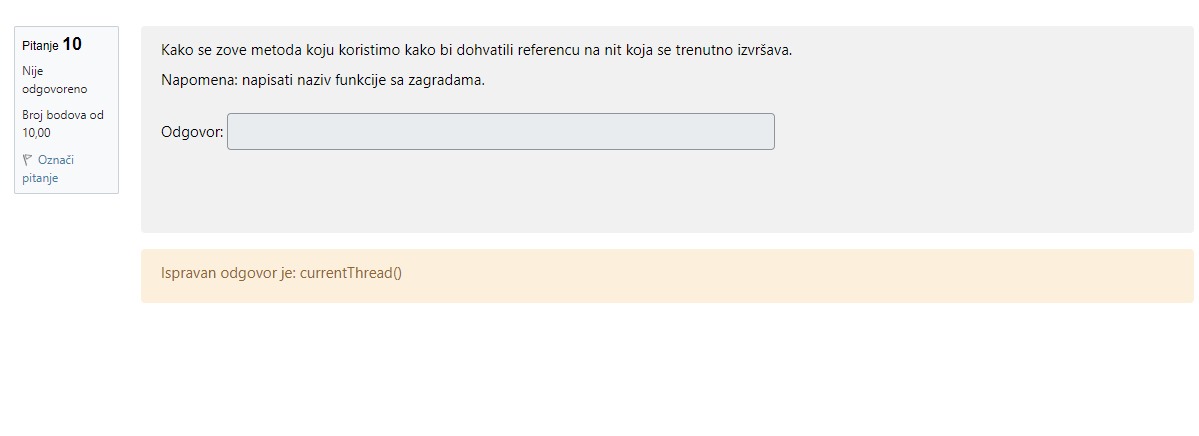 Pitanje 10
Nije
odgovoreno
Broj bodova od
10,00
Označi
pitanje
Kako se zove metoda koju koristimo kako bi dohvatili referencu na nit koja se trenutno izvršava.
Napomena: napisati naziv funkcije sa zagradama.
Odgovor:
Ispravan odgovor je: currentThread()